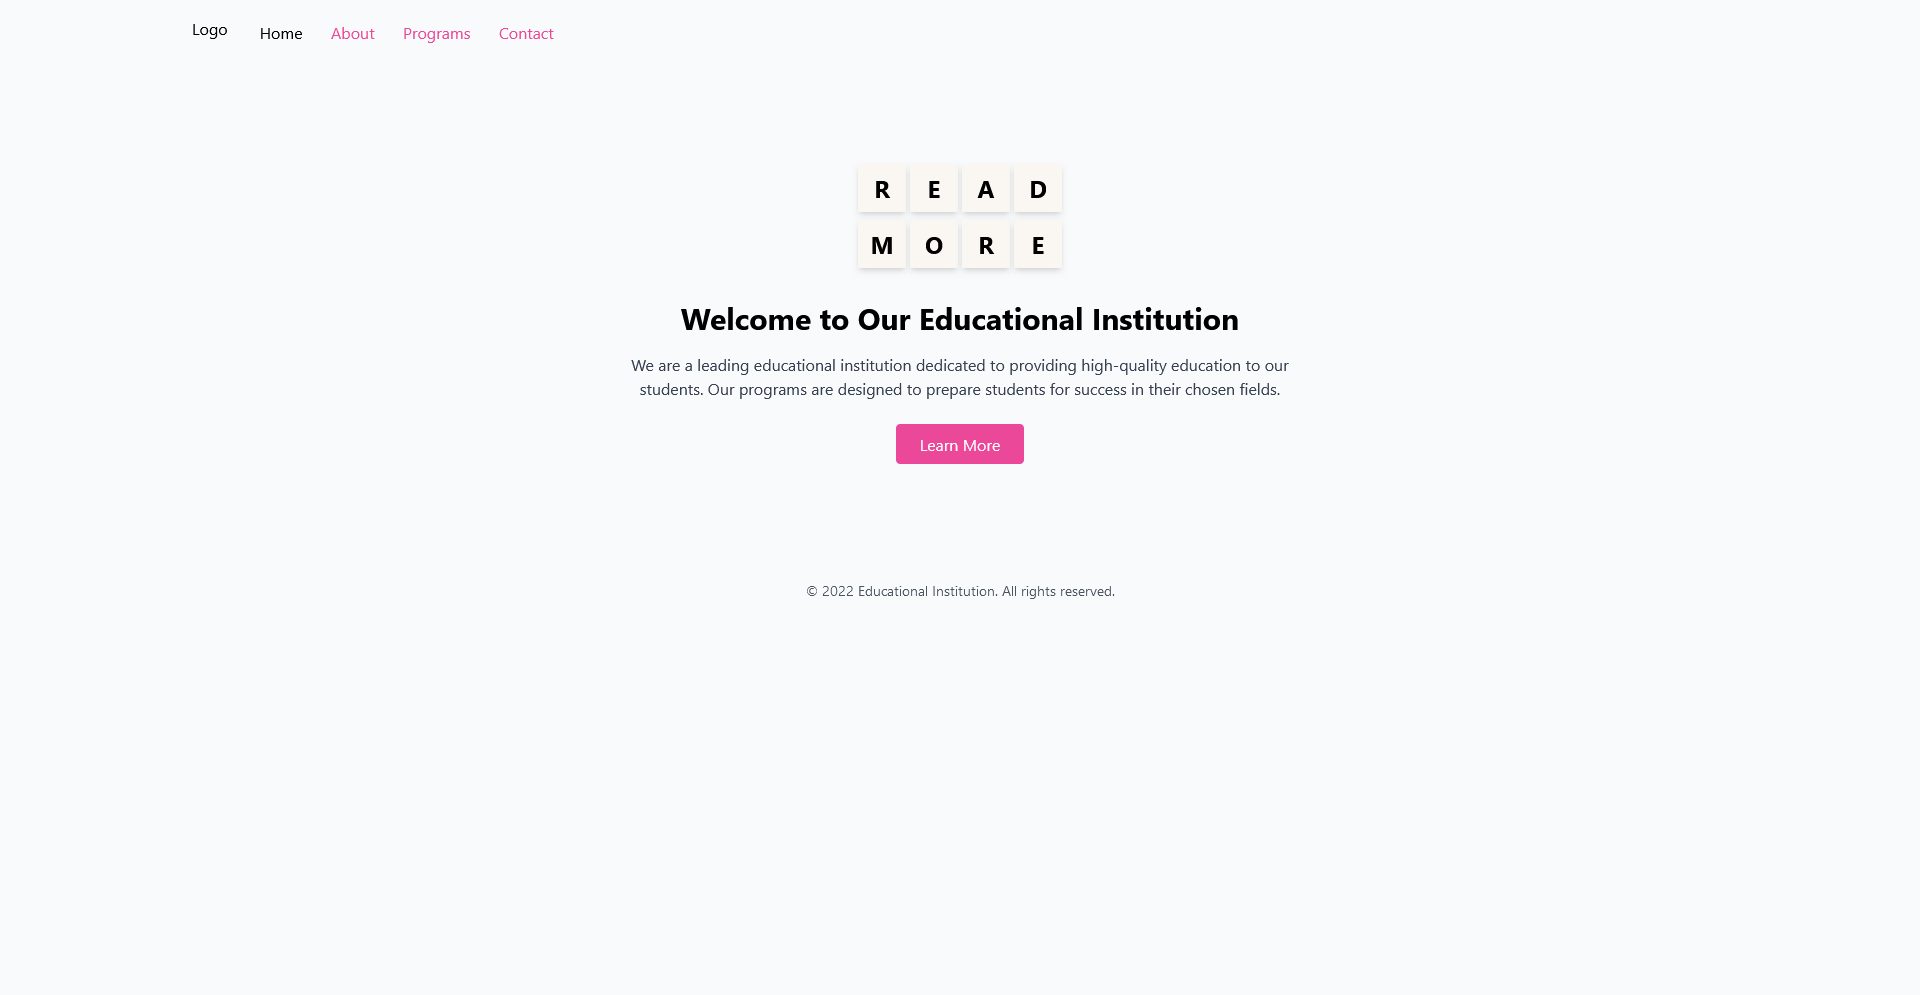 Logo Home About Programs Contact
R E A D
M O R E
Welcome to Our Educational Institution
We are a leading educational institution dedicated to providing high-quality education to our
students. Our programs are designed to prepare students for success in their chosen fields.
Learn More
© 2022 Educational Institution. All rights reserved.